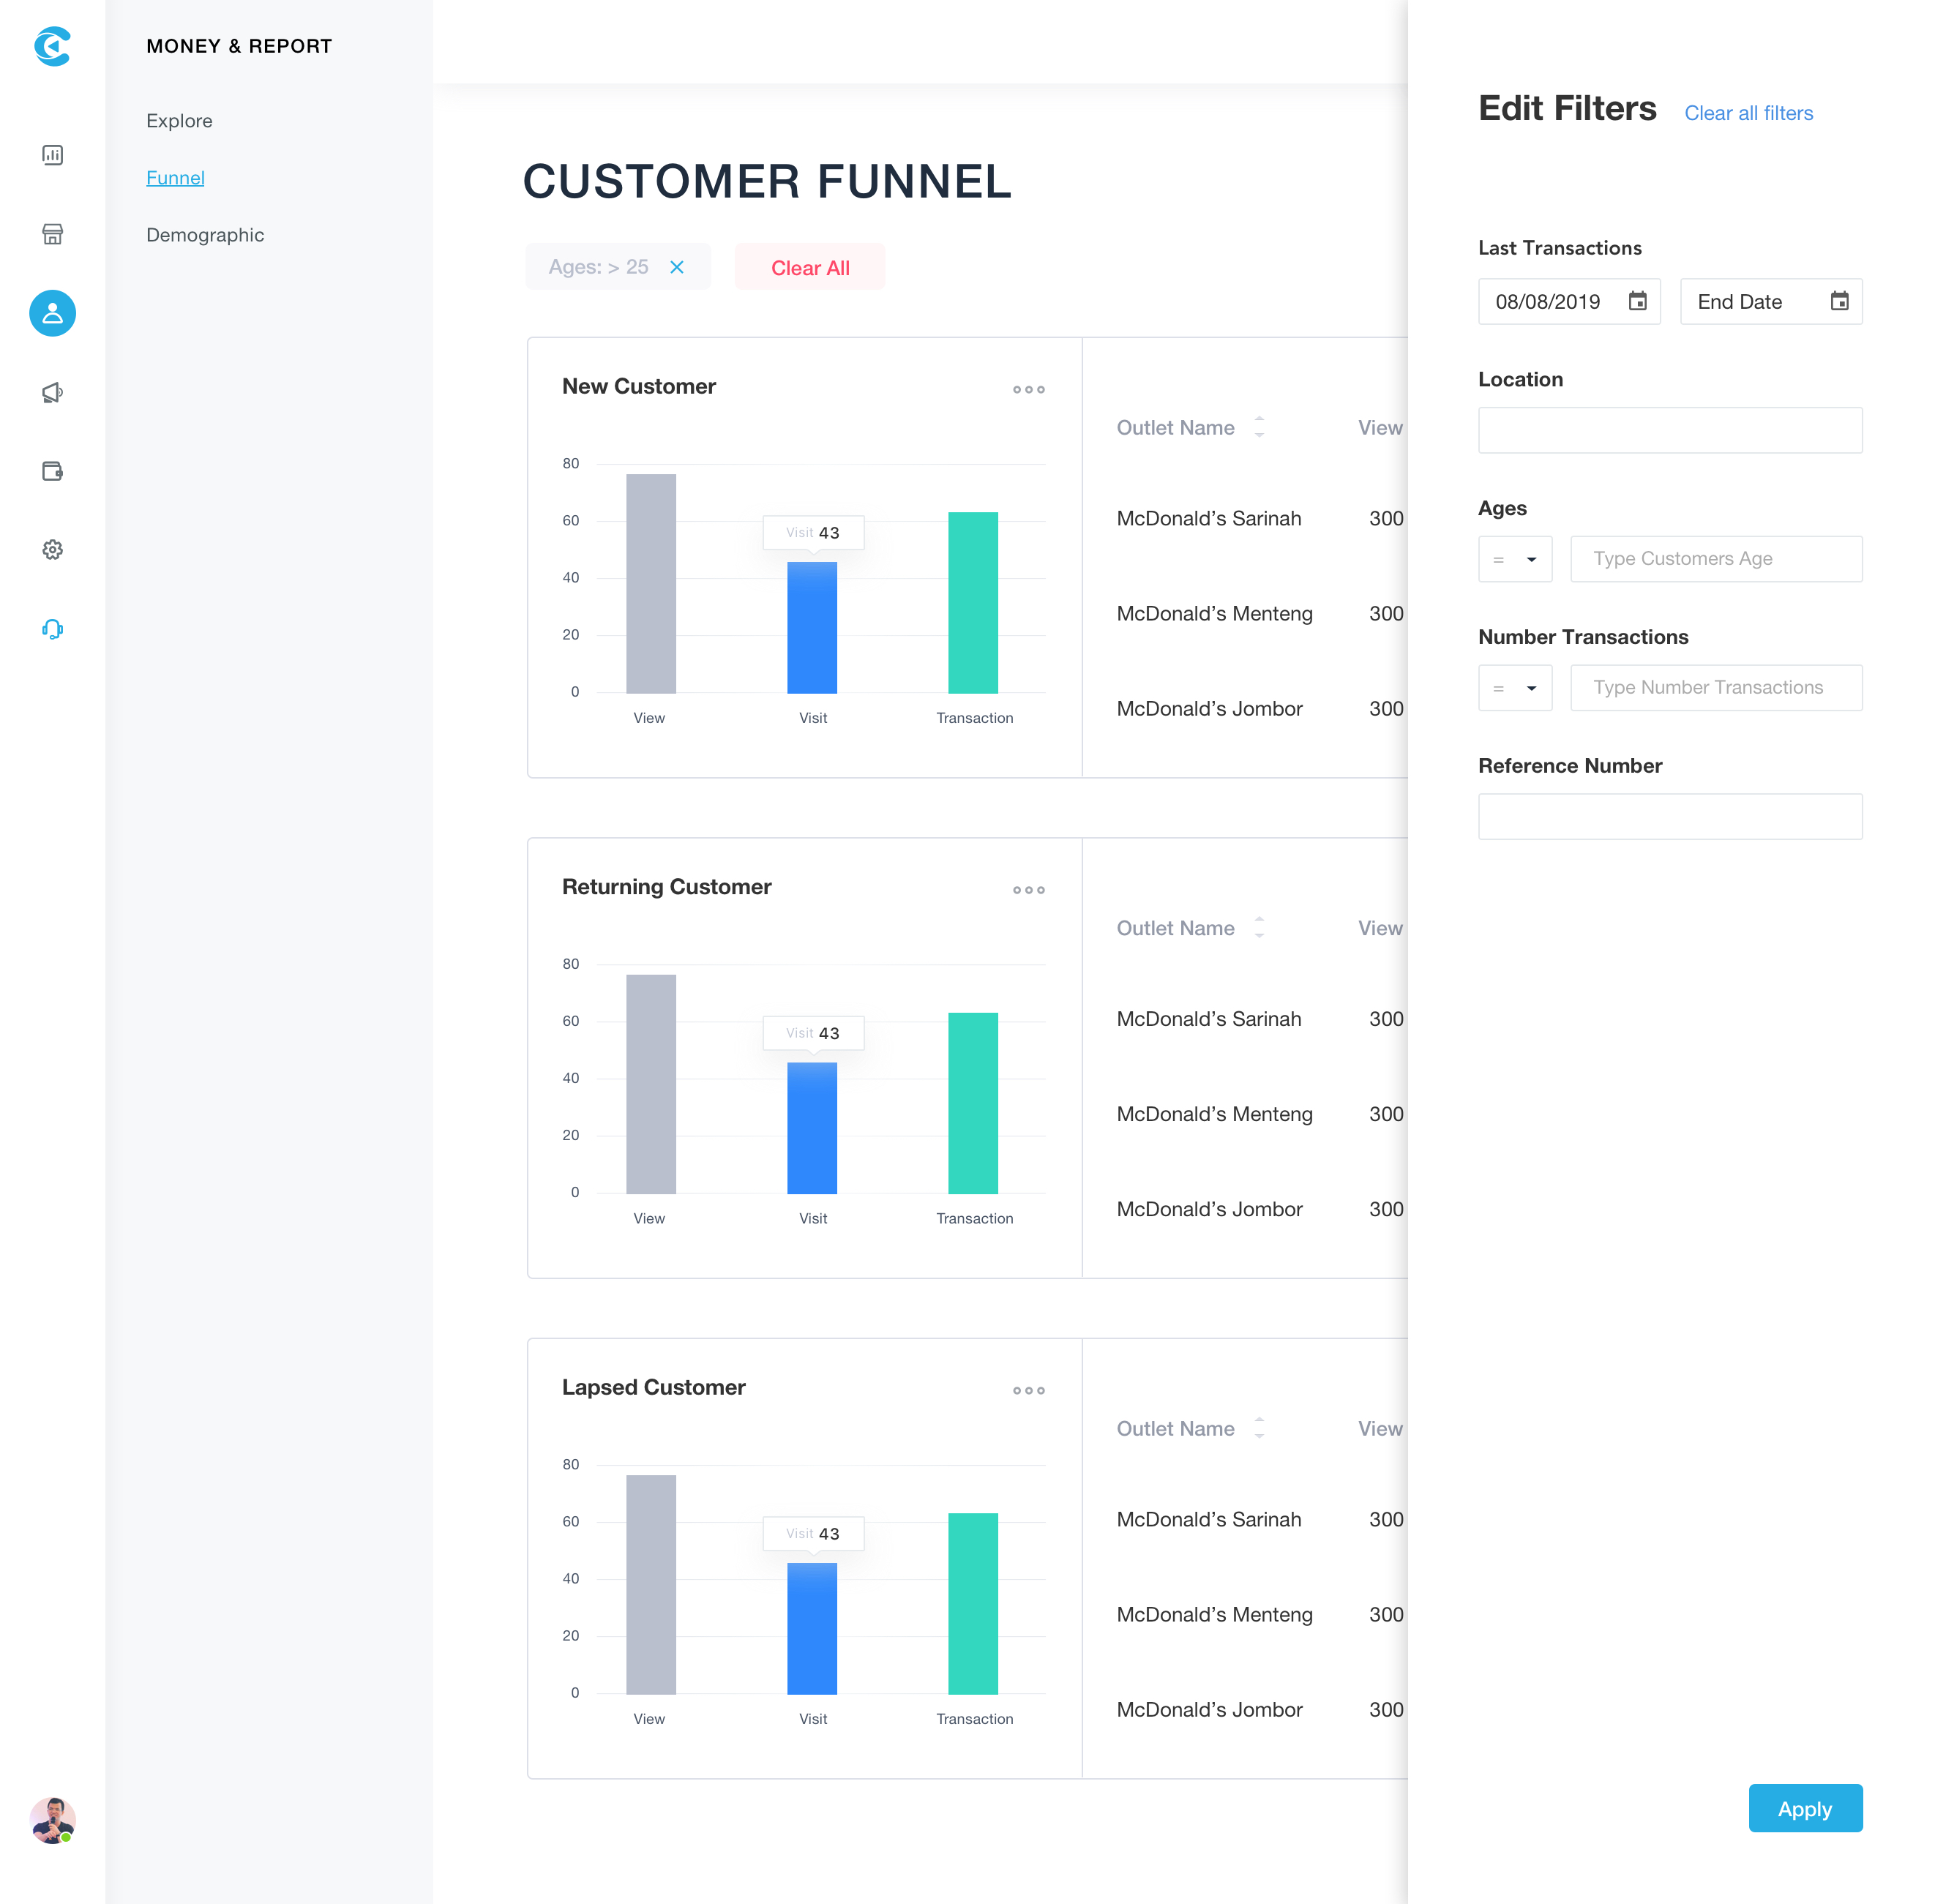 MONEY & REPORT
Explore
Funnel
Demographic
CUSTOMER FUNNEL
Ages: > 25
Clear All
New Customer
80
60
40
20
0
Visit 43
View
Visit
Transaction
Outlet Name
View
McDonald’s Sarinah
300
McDonald’s Menteng
300
McDonald’s Jombor
300
Returning Customer
80
60
40
20
0
Visit 43
View
Visit
Transaction
Outlet Name
View
McDonald’s Sarinah
300
McDonald’s Menteng
300
McDonald’s Jombor
300
Lapsed Customer
80
60
40
20
0
Visit 43
View
Visit
Transaction
Outlet Name
View
McDonald’s Sarinah
300
McDonald’s Menteng
300
McDonald’s Jombor
300
Edit Filters
Clear all filters
Last Transactions
08/08/2019
End Date
Location
Ages
=
Type Customers Age
Number Transactions
=
Type Number Transactions
Reference Number
Apply